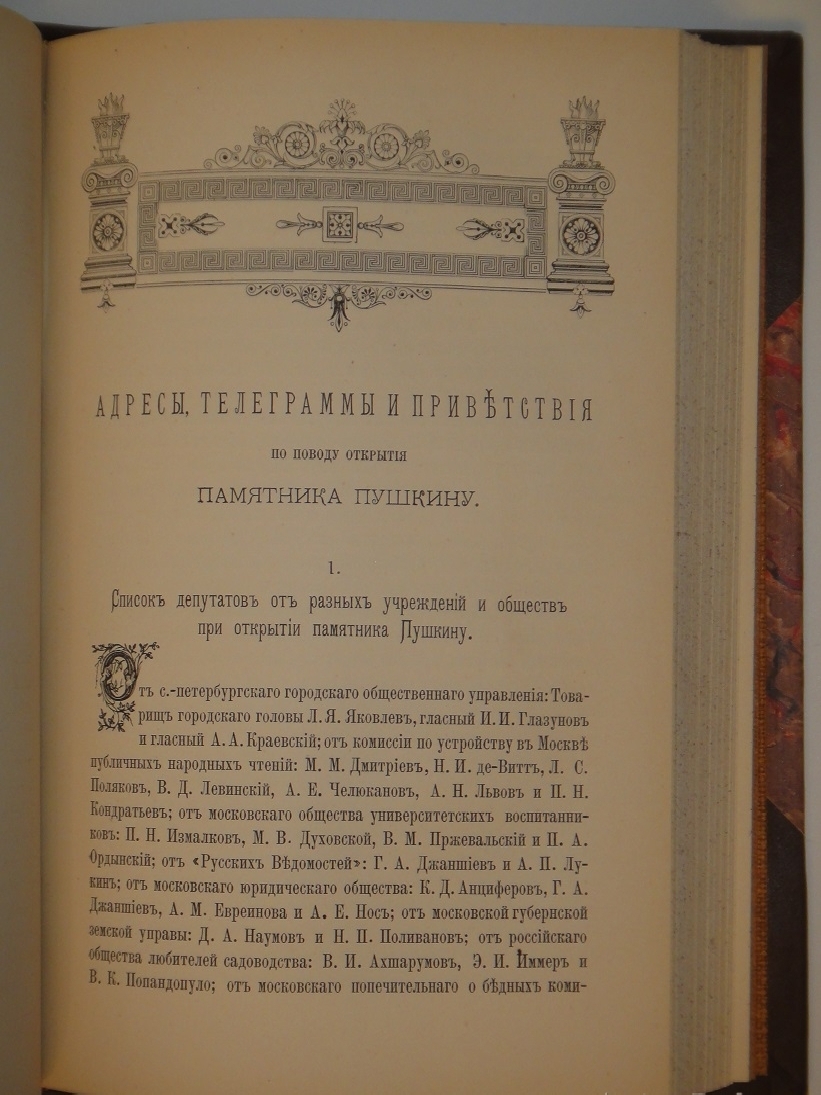 АДРЕСЫ, ТЕЛЕГРАММЫ И ПРИВѢТСТВІЯ
ПО ПОВОДУ ОТКРЫТІЯ
ПАМЯТНИКА ПУШКИНУ.
1.
Списокъ депутатовъ отъ разныхъ учрежденій и обществъ
при открытіи памятника Пушкину.
Отъ с.-петербургскаго городскаго общественнаго управленія: Това-
рищъ городскаго головы Л. Я. Яковлевъ, гласный И. И. Глазуновъ
и гласный А. А. Краевскій; отъ комиссіи по устройству въ Москвѣ
публичныхъ народныхъ чтеній: М. М. Дмитріевъ, Н. И. де-Виттъ, Л. С.
Поляковъ, В. Д. Левинскій, А. Е. Челюкановъ, А. Н. Львовъ и П. Н.
Кондратьевъ; отъ московскаго общества университетскихъ воспитанни-
ковъ: П. Н. Измалковъ, М. В. Духовской, В. М. Пржевальскій и П. А.
Ордынскій; отъ «Русскихъ Вѣдомостей»: Г. А. Джаншіевъ и А. П. Лу-
кинъ; отъ московскаго юридическаго общества: К. Д. Анциферовъ, Г. А.
Джаншіевъ, А. М. Евреинова и А. Е. Носъ; отъ московской губернской
земской управы: Д. А. Наумовъ и Н. П. Поливановъ; отъ россійскаго
общества любителей садоводства: В. И. Ахшарумовъ, Э. И. Иммеръ и
В. К. Попандопуло; отъ московскаго попечительнаго о бѣдныхъ коми-